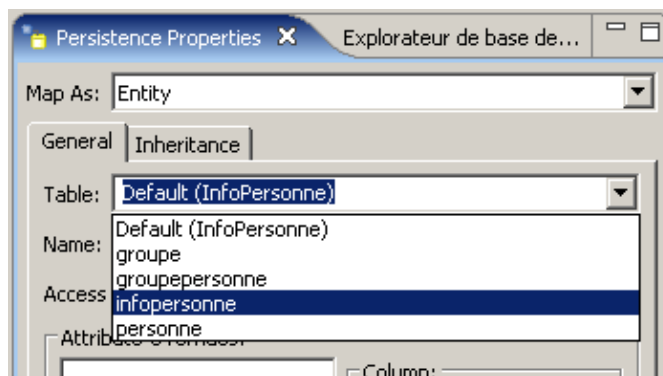 Persistence Properties Explorateur de base de...
Map As: Entity
General Inheritance
Table: Default (InfoPersonne)
Default (InfoPersonne)
Name: groupe
groupepersonne
Access infopersonne
personne
Column: